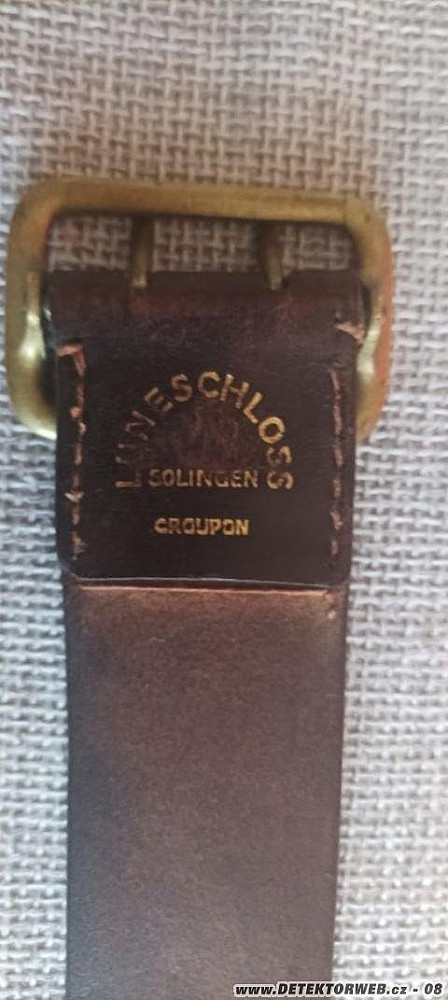 LÜNESCHLOSS
SOLINGEN
CROUPON
www.DETEKTORWEB.cz - 08